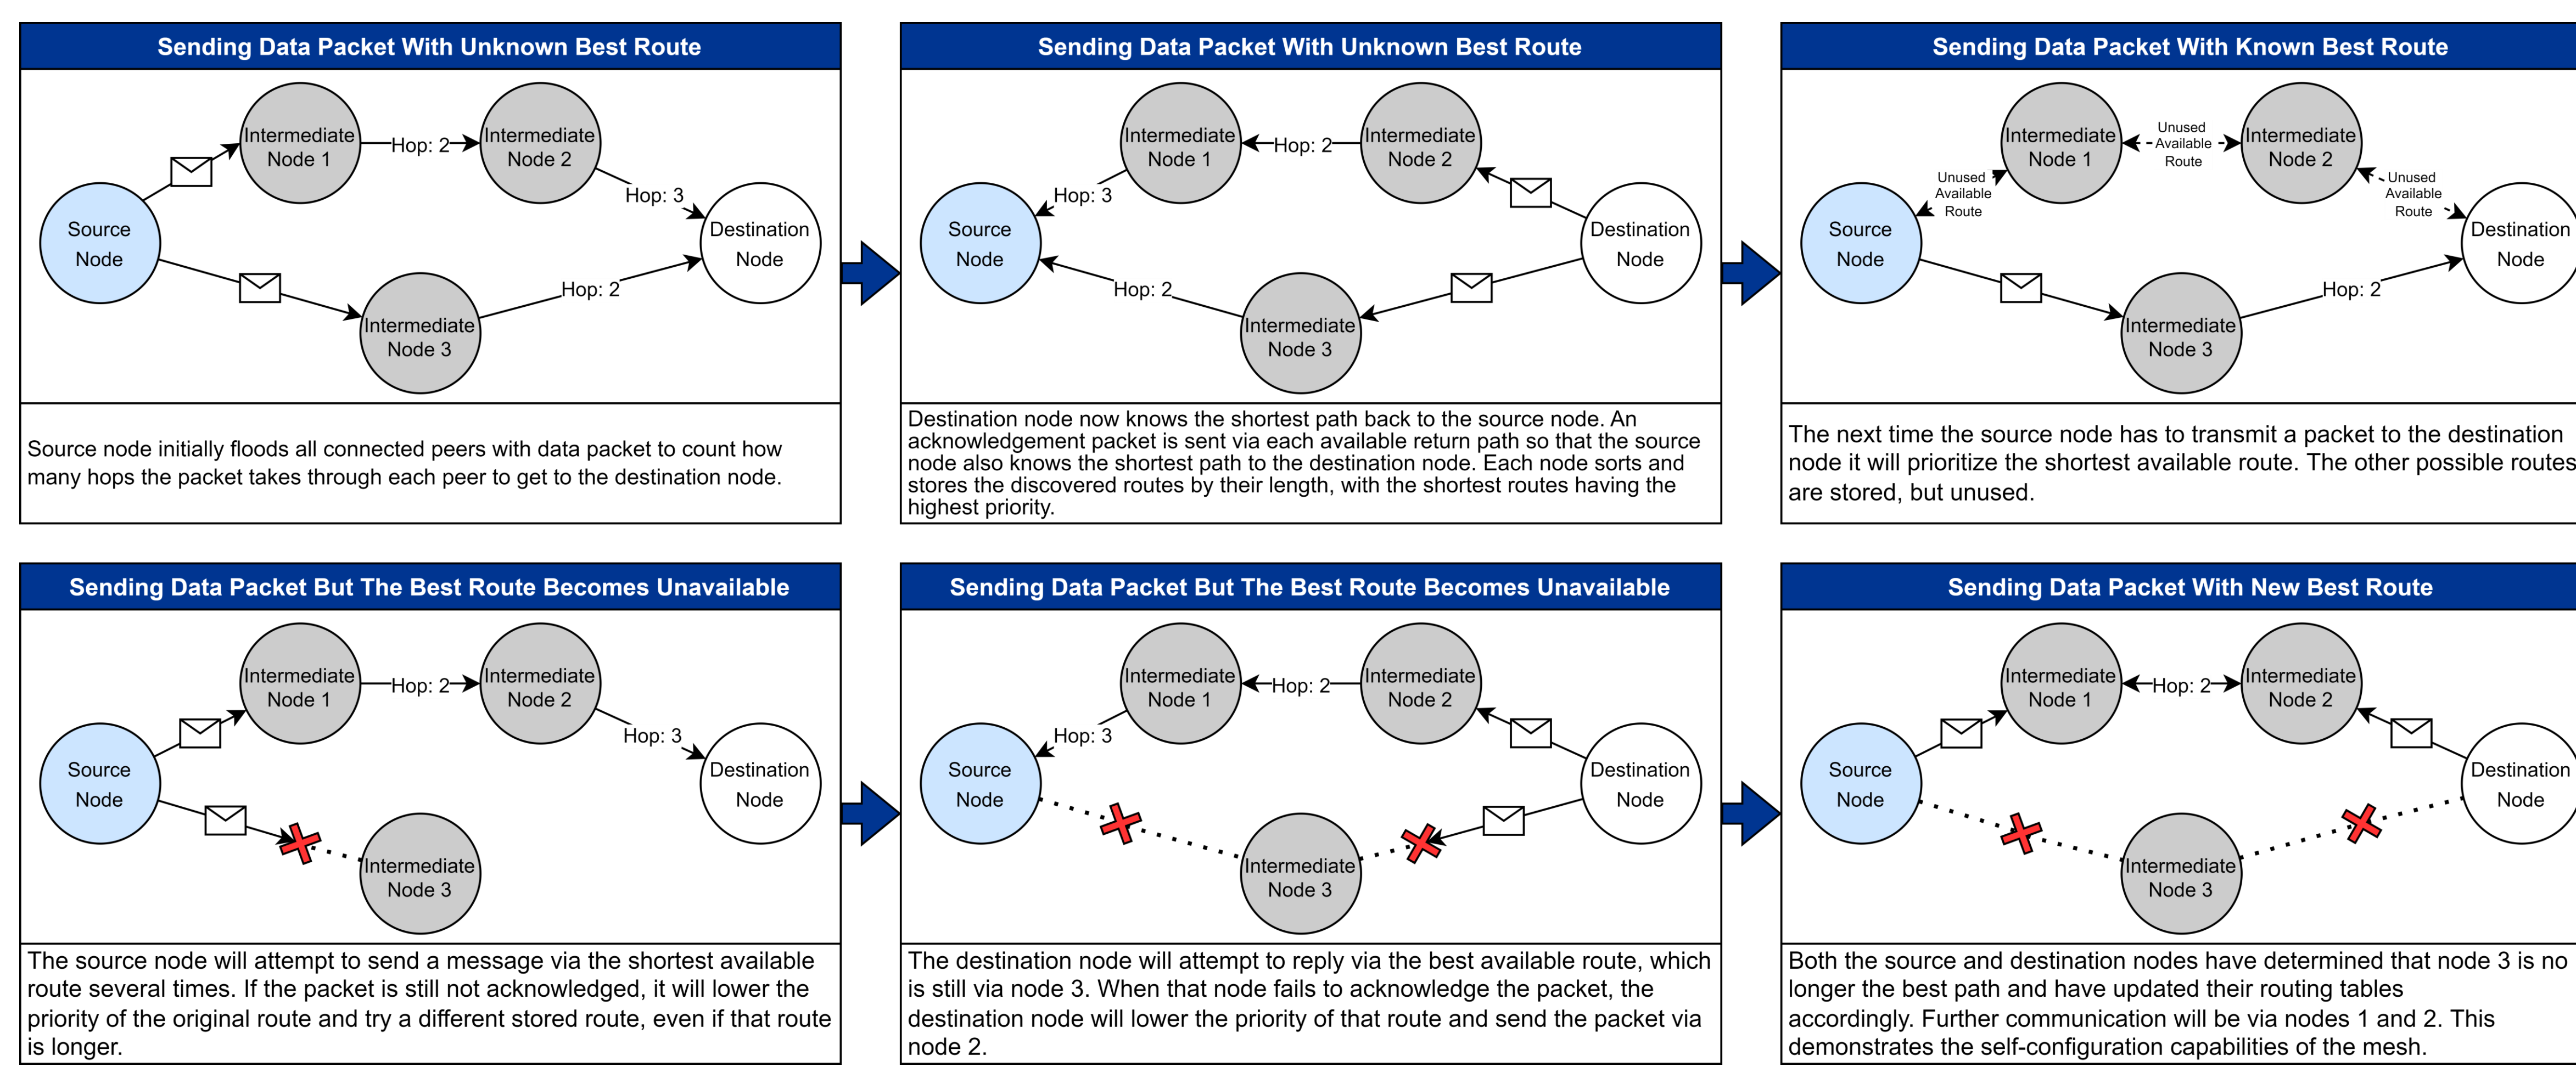 Sending Data Packet With Unknown Best Route
Intermediate
Node 1
Hop: 2
Intermediate
Node 2
Hop: 3
Source
Node
Destination
Node
Hop: 2
Intermediate
Node 3
Source node initially floods all connected peers with data packet to count how
many hops the packet takes through each peer to get to the destination node.
Sending Data Packet With Unknown Best Route
Intermediate
Node 1
Hop: 2
Intermediate
Node 2
Hop: 3
Source
Node
Destination
Node
Hop: 2
Intermediate
Node 3
Destination node now knows the shortest path back to the source node. An
acknowledgement packet is sent via each available return path so that the source
node also knows the shortest path to the destination node. Each node sorts and
stores the discovered routes by their length, with the shortest routes having the
highest priority.
Sending Data Packet With Known Best Route
Intermediate
Node 1
Unused
Available
Route
Intermediate
Node 2
Unused
Available
Route
Unused
Available
Route
Source
Node
Destination
Node
Hop: 2
Intermediate
Node 3
The next time the source node has to transmit a packet to the destination
node it will prioritize the shortest available route. The other possible routes
are stored, but unused.
Sending Data Packet But The Best Route Becomes Unavailable
Intermediate
Node 1
Hop: 2
Intermediate
Node 2
Hop: 3
Source
Node
Destination
Node
Intermediate
Node 3
The source node will attempt to send a message via the shortest available
route several times. If the packet is still not acknowledged, it will lower the
priority of the original route and try a different stored route, even if that route
is longer.
Sending Data Packet But The Best Route Becomes Unavailable
Intermediate
Node 1
Hop: 2
Intermediate
Node 2
Hop: 3
Source
Node
Destination
Node
Intermediate
Node 3
The destination node will attempt to reply via the best available route, which
is still via node 3. When that node fails to acknowledge the packet, the
destination node will lower the priority of that route and send the packet via
node 2.
Sending Data Packet With New Best Route
Intermediate
Node 1
Hop: 2
Intermediate
Node 2
Source
Node
Destination
Node
Intermediate
Node 3
Both the source and destination nodes have determined that node 3 is no
longer the best path and have updated their routing tables
accordingly. Further communication will be via nodes 1 and 2. This
demonstrates the self-configuration capabilities of the mesh.